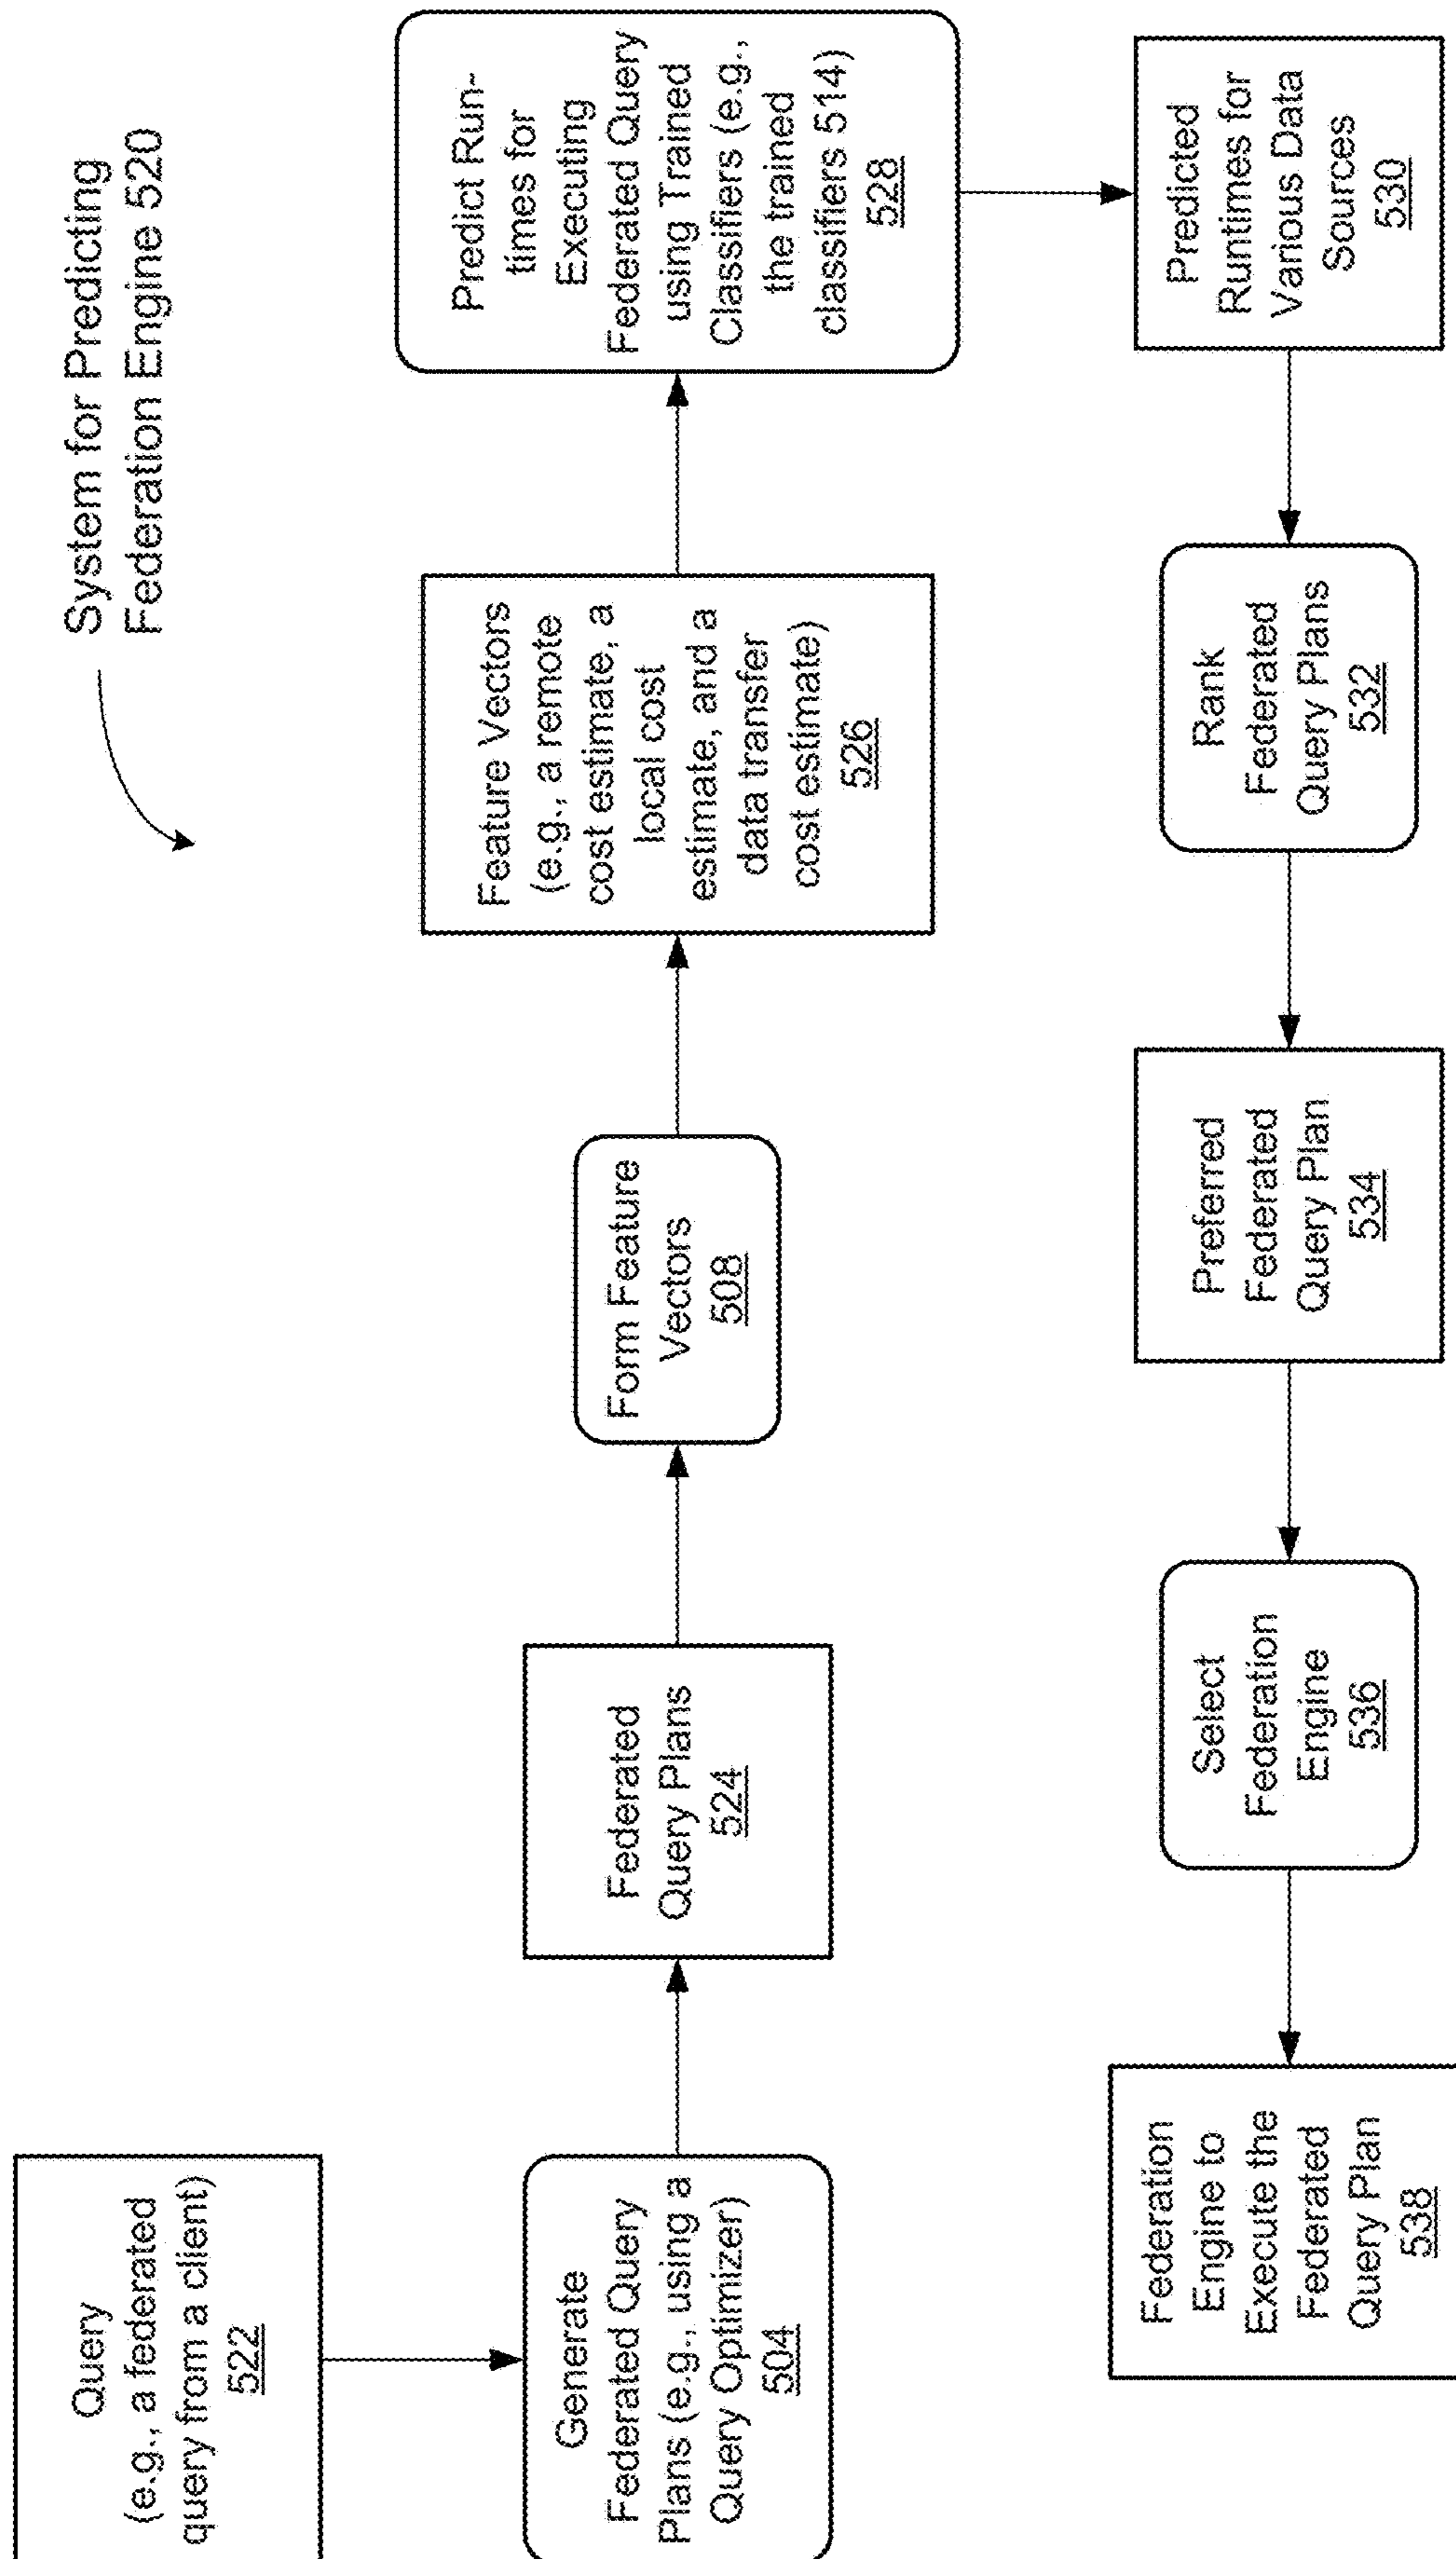 System for Predicting
Federation Engine 520
Query
(e.g., a federated
query from a client)
522
Generate
Federated Query
Plans (e.g., using a
Query Optimizer)
504
Federated
Query Plans
524
Form Feature
Vectors
508
Feature Vectors
(e.g., a remote
cost estimate, a
local cost
estimate, and a
data transfer
cost estimate)
526
Predict Run-
times for
Executing
Federated Query
using Trained
Classifiers (e.g.,
the trained
classifiers 514)
528
Predicted
Runtimes for
Various Data
Sources
530
Rank
Federated
Query Plans
532
Preferred
Federated
Query Plan
534
Select
Federation
Engine
536
Federation
Engine to
Execute the
Federated
Query Plan
538